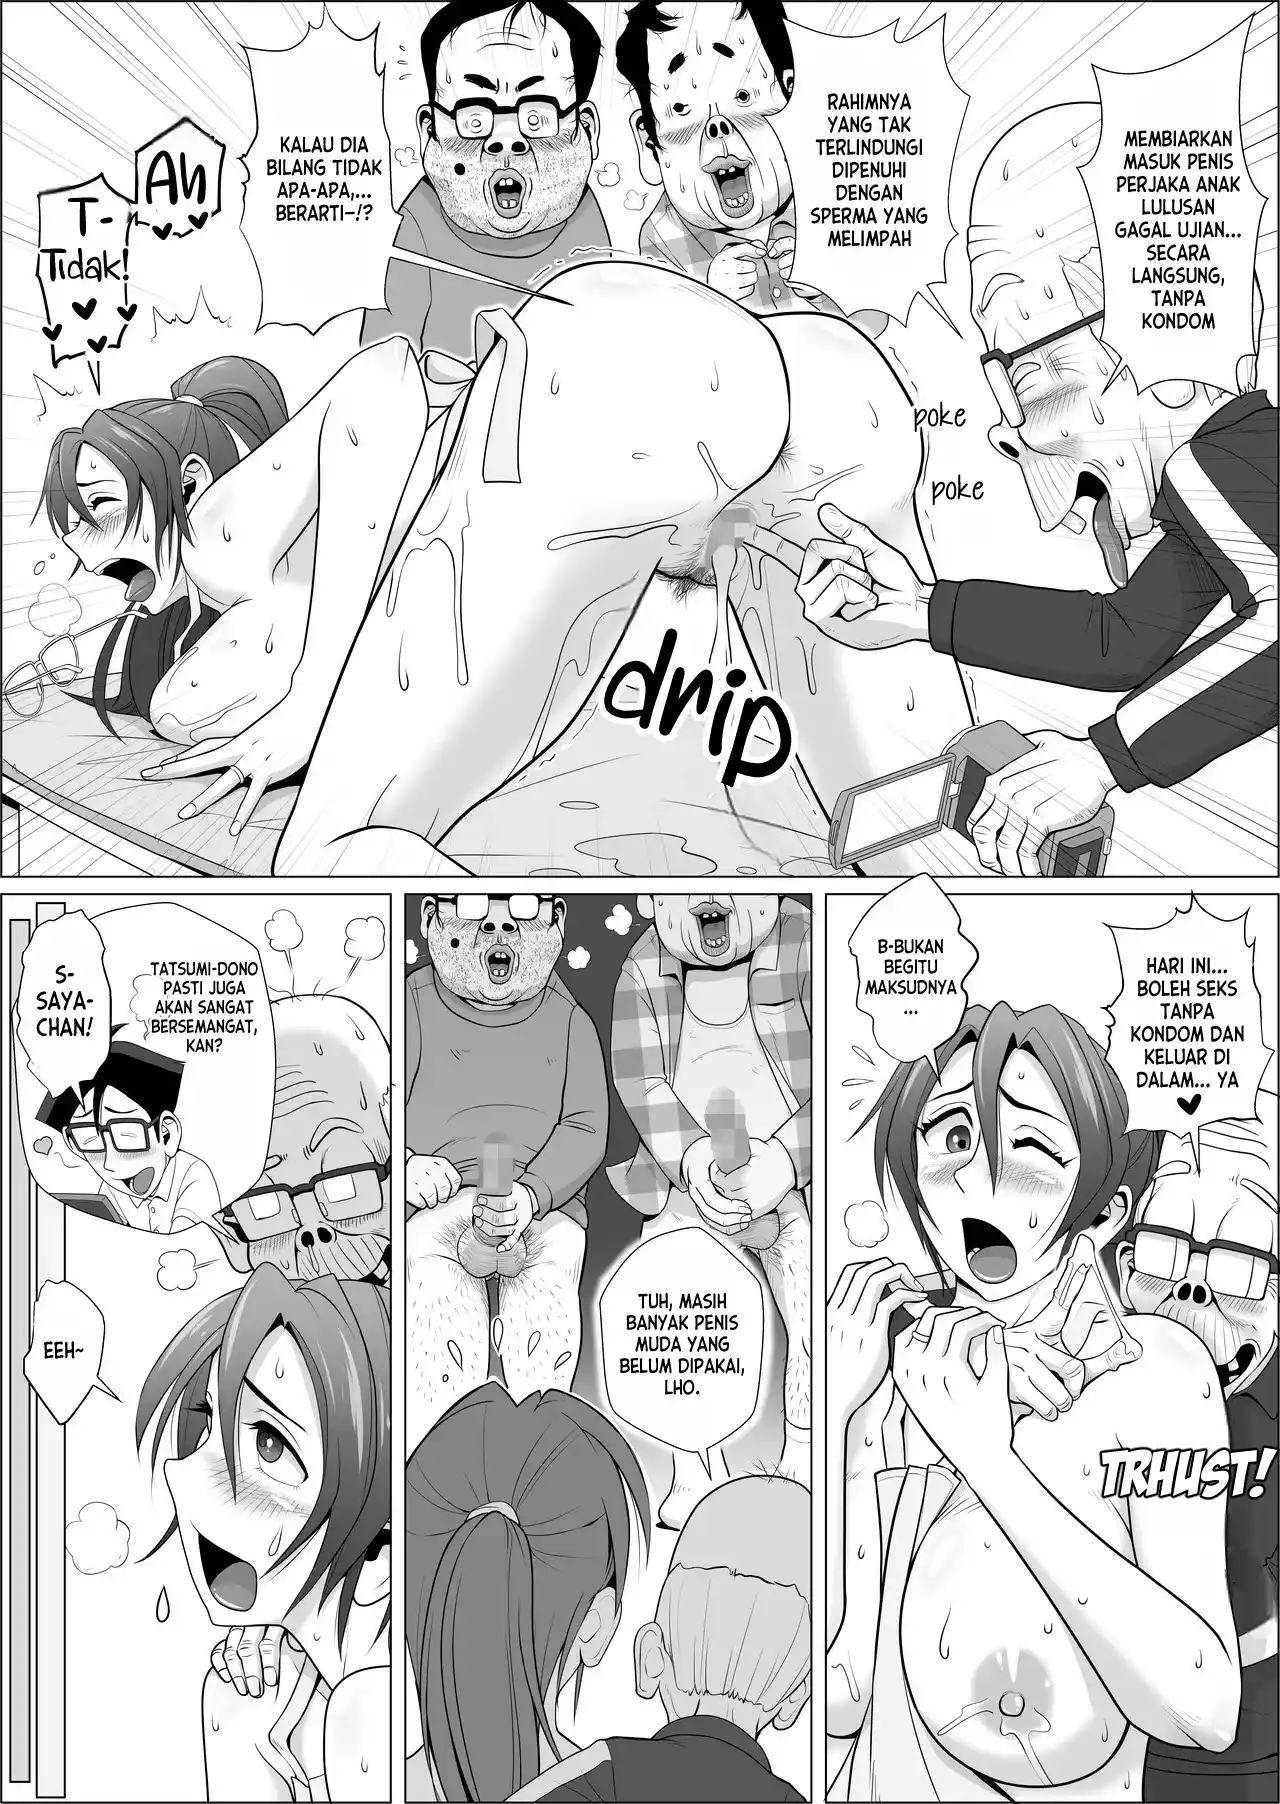 MEMBIARKAN
MASUK PENIS
PERJAKA ANAK
LULUSAN
GAGAL UJIAN...
SECARA
LANGSUNG,
TANPA
KONDOM
RAHIMNYA
YANG TAK
TERLINDUNGI
DIPENUHI
DENGAN
SPERMA YANG
MELIMPAH
KALAU DIA
BILANG TIDAK
APA-APA,...
BERARTI-!?
Ah
T-
Tidak!
poke
poke
drip
HARI INI...
BOLEH SEKS
TANPA
KONDOM DAN
KELUAR DI
DALAM... YA
B-BUKAN
BEGITU
MAKSUDNYA
...
TRHUST!
TUH, MASIH
BANYAK PENIS
MUDA YANG
BELUM DIPAKAI,
LHO.
TATSUMI-DONO
PASTI JUGA
AKAN SANGAT
BERSEMANGAT,
KAN?
S-
SAYA-
CHAN!
EEH~